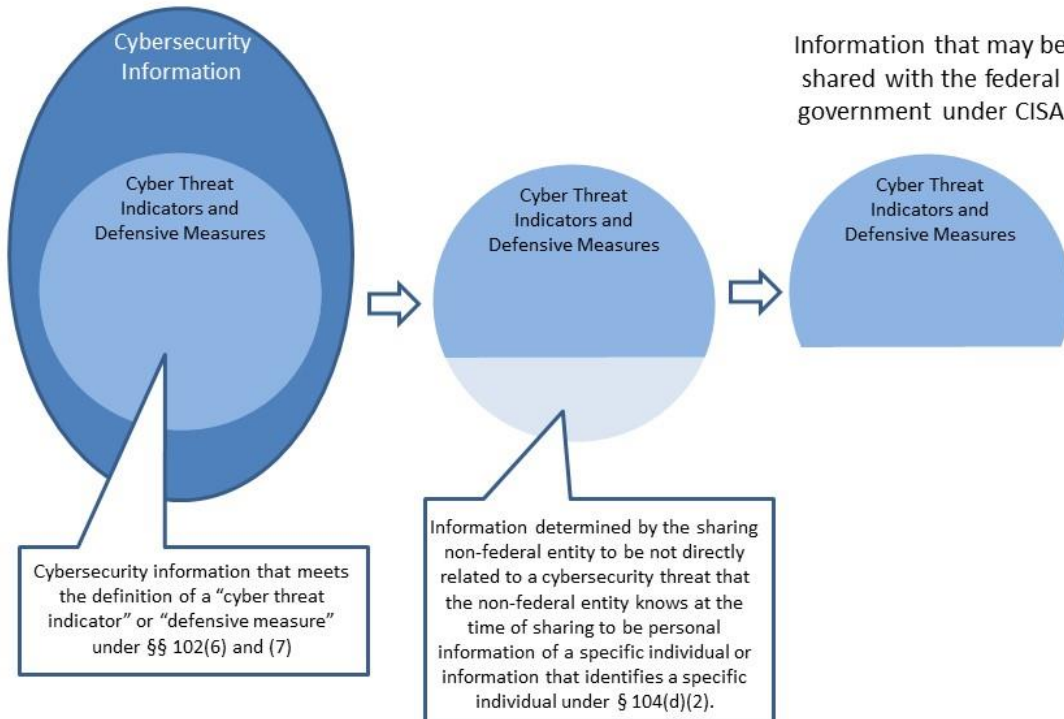 Cybersecurity
Information
Cyber Threat
Indicators and
Defensive Measures
Cybersecurity information that meets
the definition of a “cyber threat
indicator” or “defensive measure”
under §§ 102(6) and (7)
Cyber Threat
Indicators and
Defensive Measures
Information determined by the sharing
non-federal entity to be not directly
related to a cybersecurity threat that
the non-federal entity knows at the
time of sharing to be personal
information of a specific individual or
information that identifies a specific
individual under § 104(d)(2).
Information that may be
shared with the federal
government under CISA
Cyber Threat
Indicators and
Defensive Measures